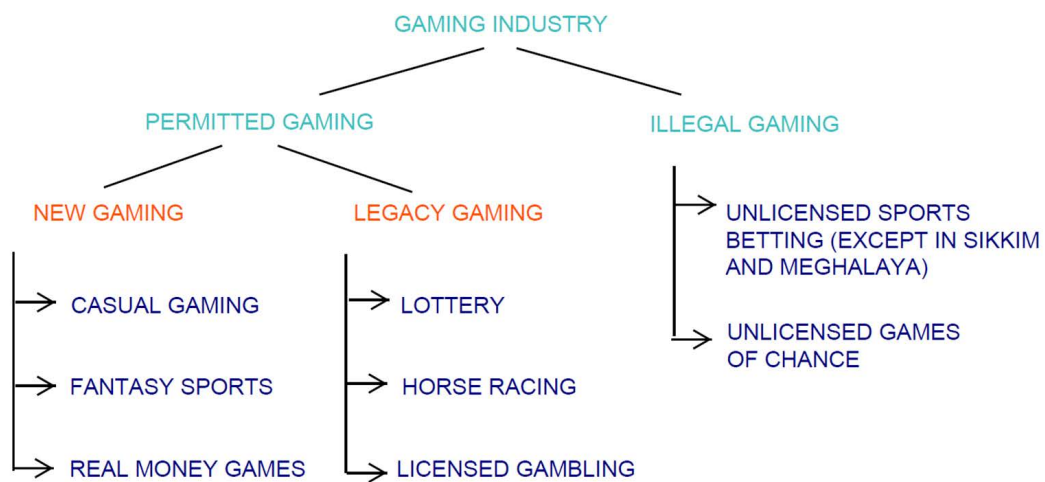 GAMING INDUSTRY
PERMITTED GAMING
ILLEGAL GAMING
NEW GAMING
LEGACY GAMING
UNLICENSED SPORTS
BETTING (EXCEPT IN SIKKIM
AND MEGHALAYA)
CASUAL GAMING
LOTTERY
UNLICENSED GAMES
OF CHANCE
FANTASY SPORTS
HORSE RACING
REAL MONEY GAMES
LICENSED GAMBLING